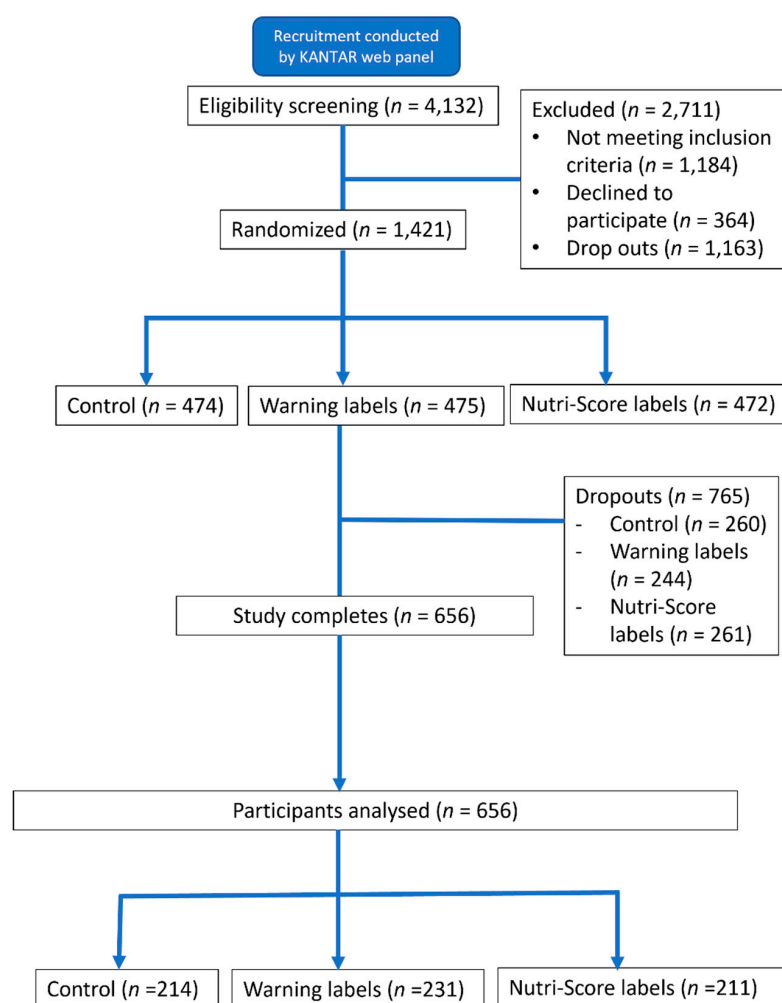 Recruitment conducted
by KANTAR web panel
Eligibility screening (n = 4,132)
Excluded (n = 2,711)
• Not meeting inclusion
criteria (n = 1,184)
• Declined to
participate (n = 364)
• Drop outs (n = 1,163)
Randomized (n = 1,421)
Control (n = 474)
Warning labels (n = 475)
Nutri-Score labels (n = 472)
Dropouts (n = 765)
- Control (n = 260)
- Warning labels
(n = 244)
- Nutri-Score
labels (n = 261)
Study completes (n = 656)
Participants analysed (n = 656)
Control (n =214)
Warning labels (n =231)
Nutri-Score labels (n =211)